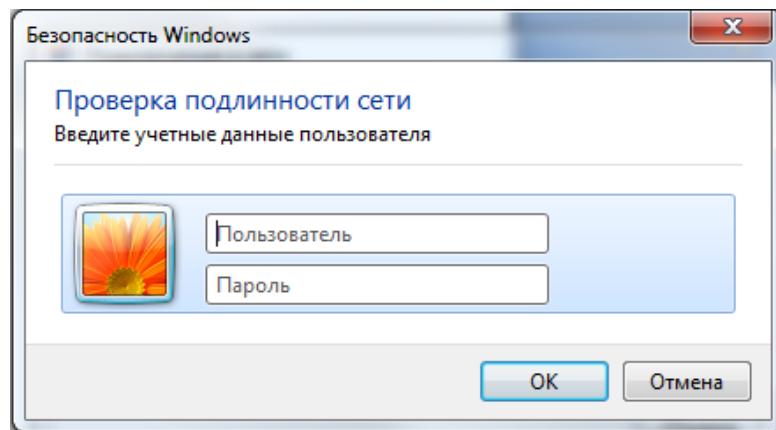 Безопасность Windows
Проверка подлинности сети
Введите учетные данные пользователя
Пользователь
Пароль
ОК
Отмена